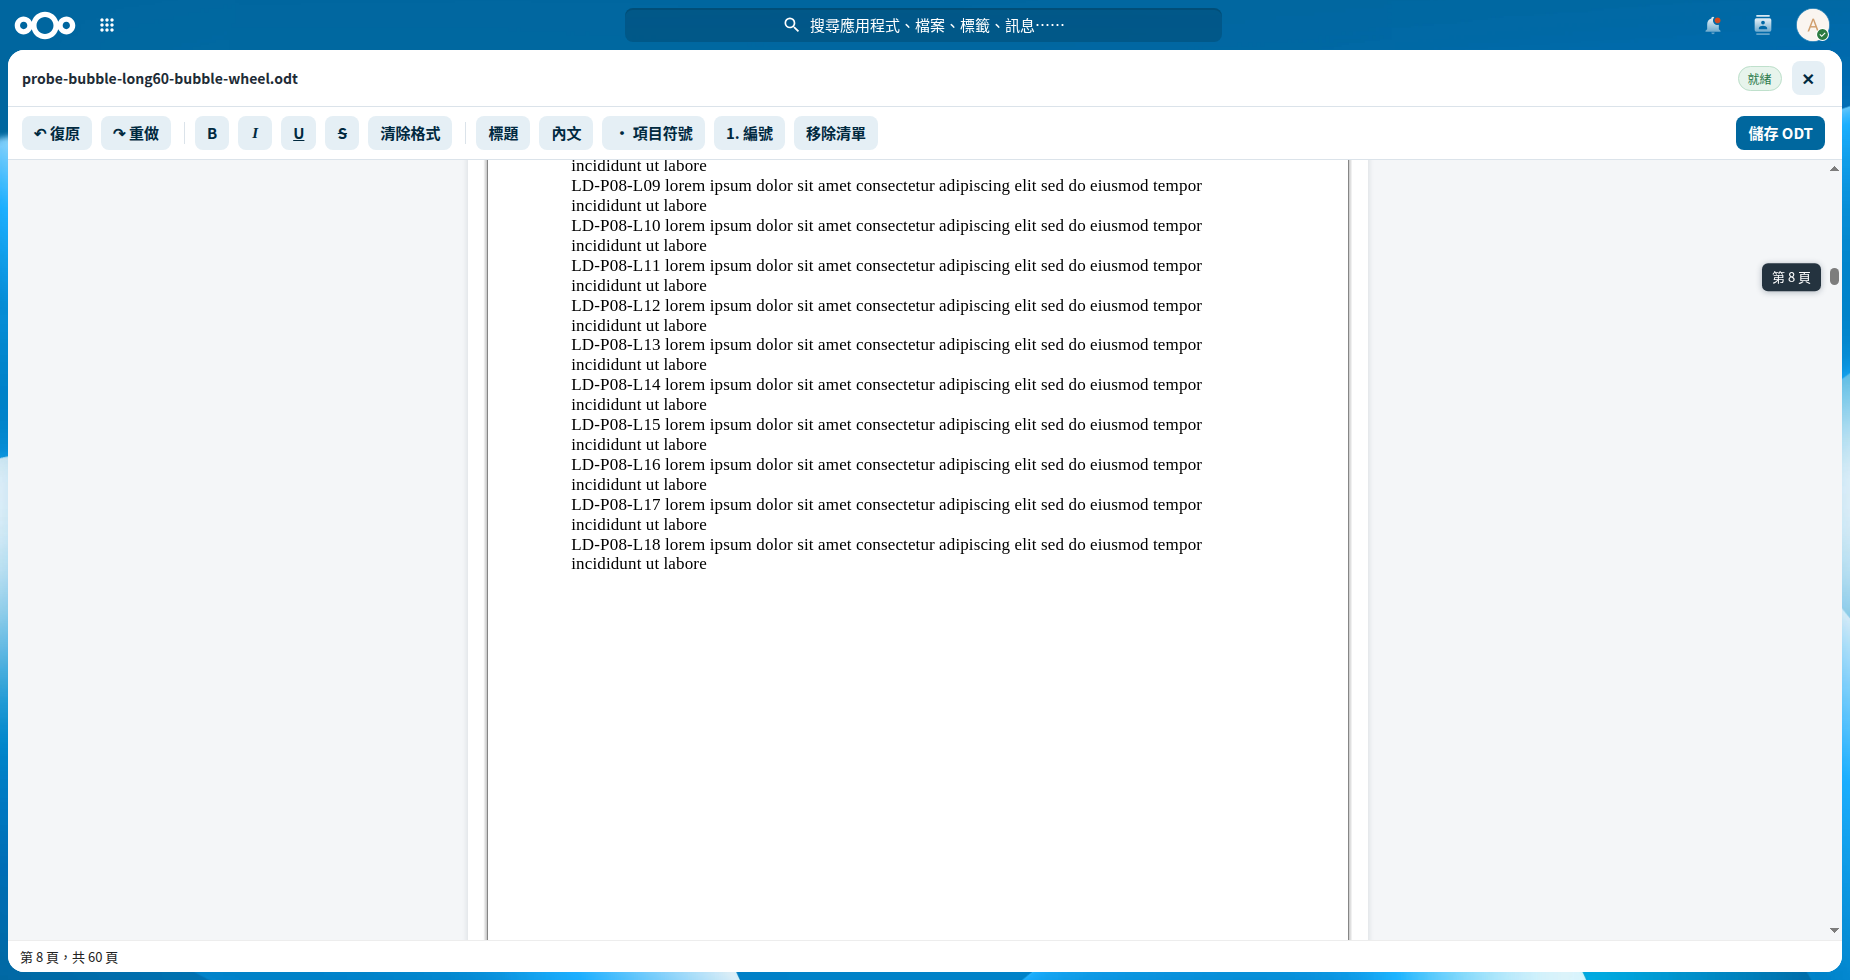 搜尋應用程式、檔案、標籤、訊息⋯⋯
A
probe-bubble-long60-bubble-wheel.odt
就緒
×
↶ 復原
↷ 重做
B
I
U
S
清除格式
標題
內文
・ 項目符號
1. 編號
移除清單
儲存 ODT
incididunt ut labore
LD-P08-L09 lorem ipsum dolor sit amet consectetur adipiscing elit sed do eiusmod tempor
incididunt ut labore
LD-P08-L10 lorem ipsum dolor sit amet consectetur adipiscing elit sed do eiusmod tempor
incididunt ut labore
LD-P08-L11 lorem ipsum dolor sit amet consectetur adipiscing elit sed do eiusmod tempor
incididunt ut labore
LD-P08-L12 lorem ipsum dolor sit amet consectetur adipiscing elit sed do eiusmod tempor
incididunt ut labore
LD-P08-L13 lorem ipsum dolor sit amet consectetur adipiscing elit sed do eiusmod tempor
incididunt ut labore
LD-P08-L14 lorem ipsum dolor sit amet consectetur adipiscing elit sed do eiusmod tempor
incididunt ut labore
LD-P08-L15 lorem ipsum dolor sit amet consectetur adipiscing elit sed do eiusmod tempor
incididunt ut labore
LD-P08-L16 lorem ipsum dolor sit amet consectetur adipiscing elit sed do eiusmod tempor
incididunt ut labore
LD-P08-L17 lorem ipsum dolor sit amet consectetur adipiscing elit sed do eiusmod tempor
incididunt ut labore
LD-P08-L18 lorem ipsum dolor sit amet consectetur adipiscing elit sed do eiusmod tempor
incididunt ut labore
第 8 頁
第 8 頁，共 60 頁